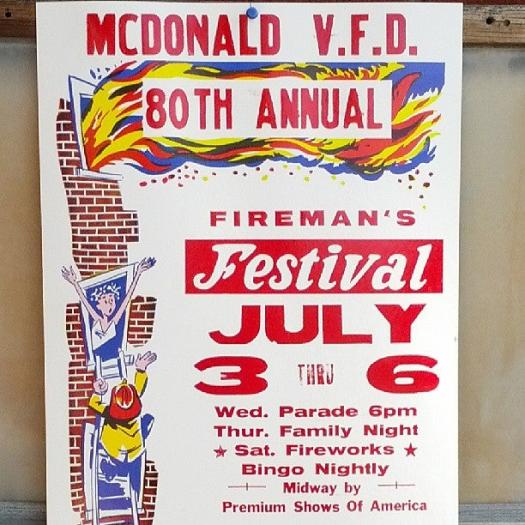 MCDONALD V.F.D.
80TH ANNUAL
FIREMAN'S
Festival
JULY
3 THRU 6
Wed. Parade 6pm
Thur. Family Night
★ Sat. Fireworks ★
Bingo Nightly
Midway by
Premium Shows Of America